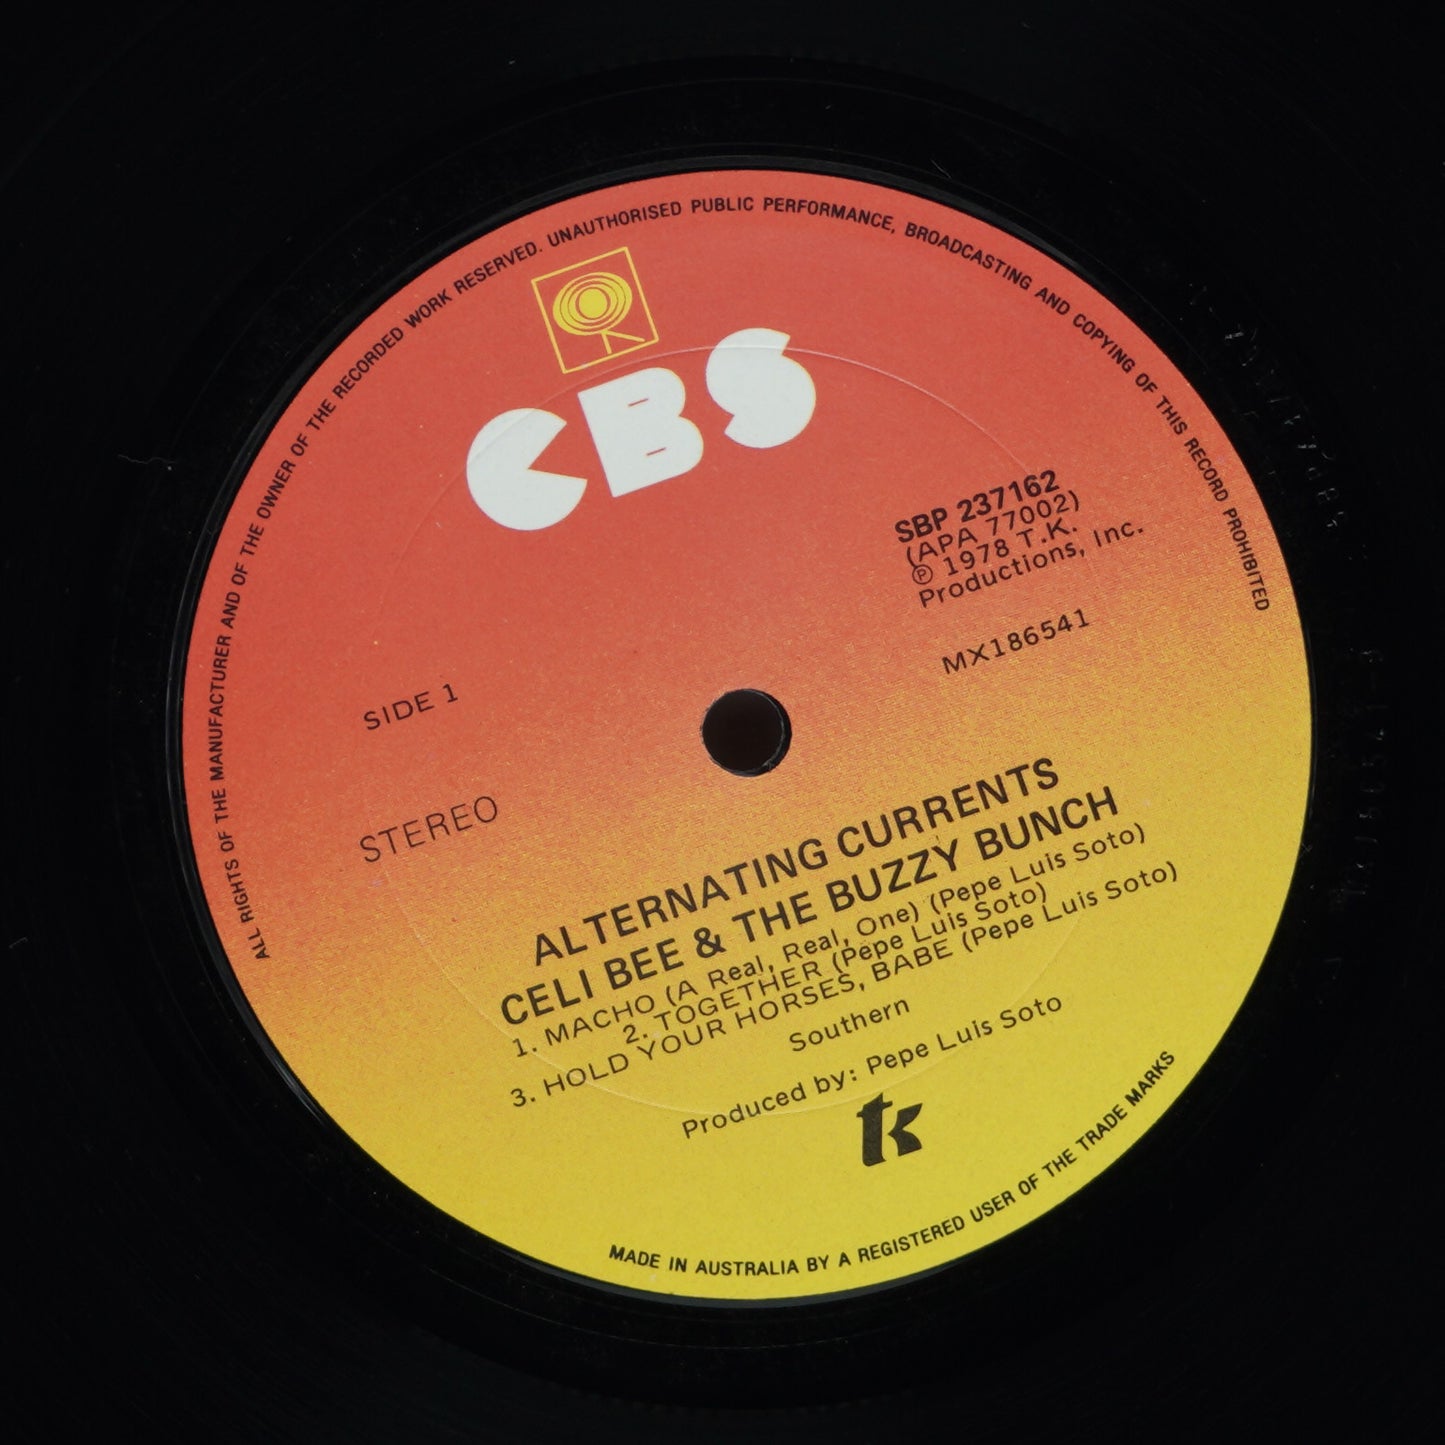 ALL RIGHTS OF THE MANUFACTURER AND OF THE OWNER OF THE RECORDED WORK RESERVED. UNAUTHORISED PUBLIC PERFORMANCE, BROADCASTING AND COPYING OF THIS RECORD PROHIBITED
CBS
SBP 237162
(APA 77002)
℗ 1978 T.K.
Productions, Inc.
MX186541
SIDE 1
STEREO
ALTERNATING CURRENTS
CELI BEE & THE BUZZY BUNCH
1. MACHO (A Real, Real, One) (Pepe Luis Soto)
2. TOGETHER (Pepe Luis Soto)
3. HOLD YOUR HORSES, BABE (Pepe Luis Soto)
Southern
Produced by: Pepe Luis Soto
tk
MADE IN AUSTRALIA BY A REGISTERED USER OF THE TRADE MARKS